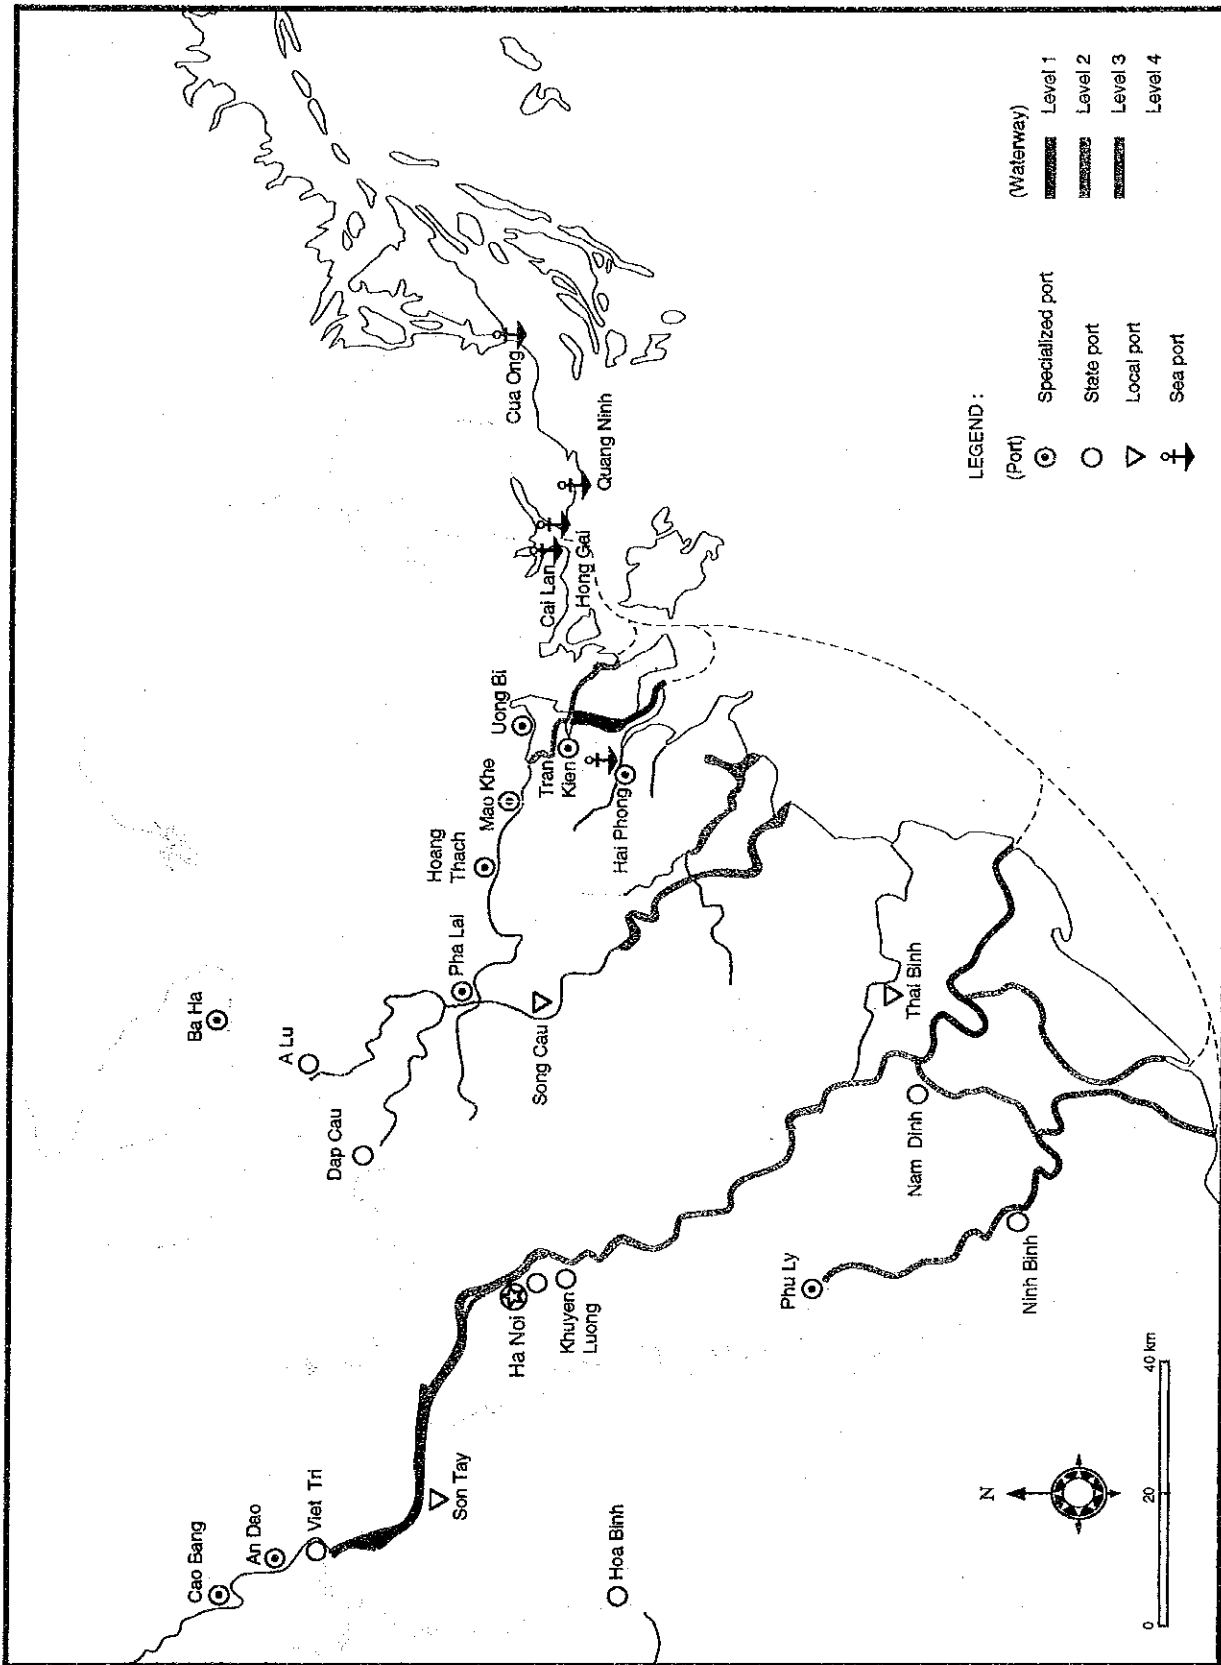 Cao Bang
An Dao
Viet Tri
Son Tay
Hoa Binh
Ha Noi
Khuyen
Luong
Phu Ly
Ninh Binh
Nam Dinh
Thai Binh
Dap Cau
A Lu
Ba Ha
Pha Lai
Song Cau
Hoang
Thach
Mao Khe
Uong Bi
Tran
Kien
Hai Phong
Cai Lan
Hong Gai
Quang Ninh
Cua Ong
N
0
20
40 km
LEGEND :
(Port)
Specialized port
State port
Local port
Sea port
(Waterway)
Level 1
Level 2
Level 3
Level 4